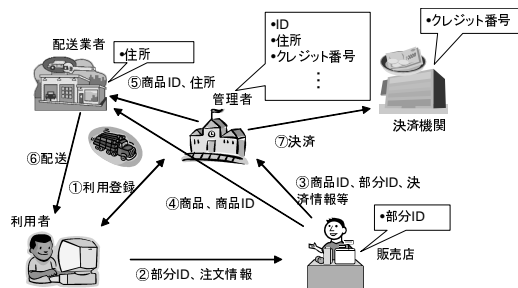 配送業者
•住所
•ID
•住所
•クレジット番号
⋮
•クレジット番号
⑤商品ID、住所
管理者
決済機関
⑦決済
⑥配送
①利用登録
④商品、商品ID
③商品ID、部分ID、決
済情報等
利用者
•部分ID
販売店
②部分ID、注文情報